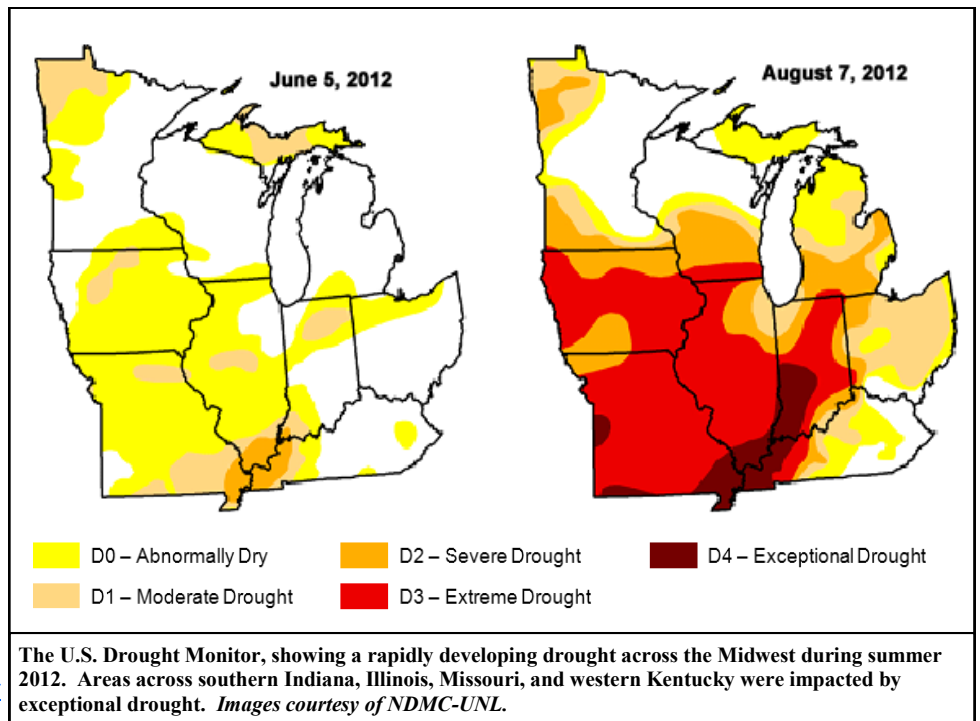 June 5, 2012
August 7, 2012
D0 – Abnormally Dry
D2 – Severe Drought
D4 – Exceptional Drought
D1 – Moderate Drought
D3 – Extreme Drought
The U.S. Drought Monitor, showing a rapidly developing drought across the Midwest during summer
2012.  Areas across southern Indiana, Illinois, Missouri, and western Kentucky were impacted by
exceptional drought.  Images courtesy of NDMC-UNL.